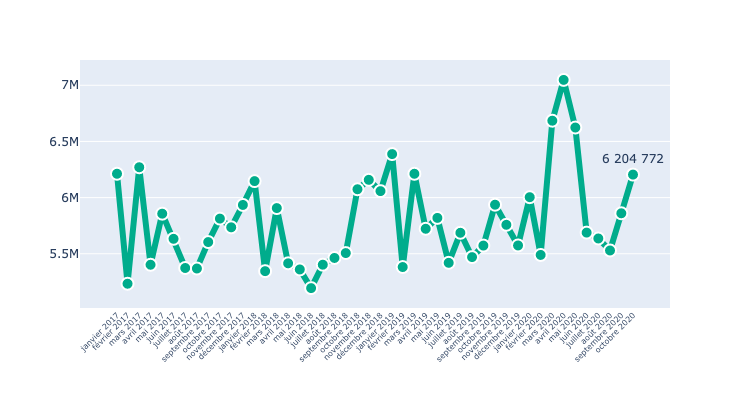 7M
6.5M
6M
5.5M
6 204 772
janvier 2017
février 2017
mars 2017
avril 2017
mai 2017
juin 2017
juillet 2017
août 2017
septembre 2017
octobre 2017
novembre 2017
décembre 2017
janvier 2018
février 2018
mars 2018
avril 2018
mai 2018
juin 2018
juillet 2018
août 2018
septembre 2018
octobre 2018
novembre 2018
décembre 2018
janvier 2019
février 2019
mars 2019
avril 2019
mai 2019
juin 2019
juillet 2019
août 2019
septembre 2019
octobre 2019
novembre 2019
décembre 2019
janvier 2020
février 2020
mars 2020
avril 2020
mai 2020
juin 2020
juillet 2020
août 2020
septembre 2020
octobre 2020